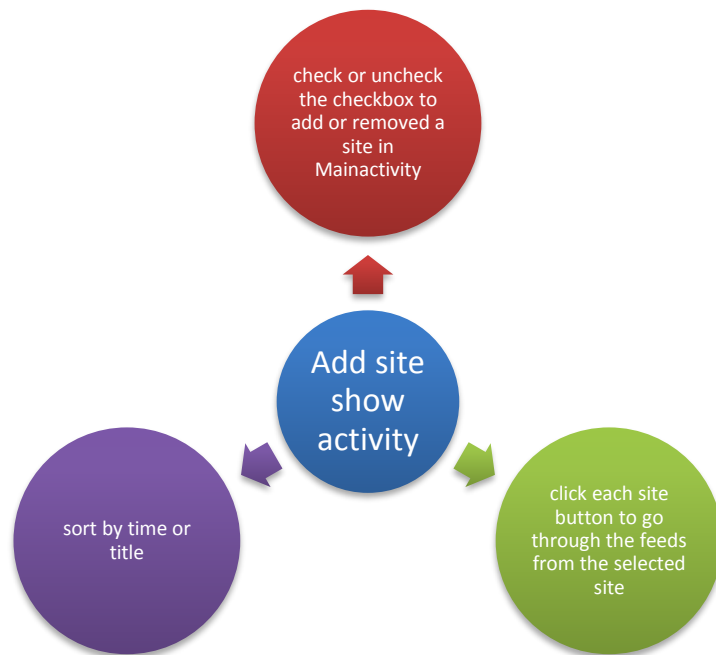 check or uncheck
the checkbox to
add or removed a
site in
Mainactivity
Add site
show
activity
sort by time or
title
click each site
button to go
through the feeds
from the selected
site